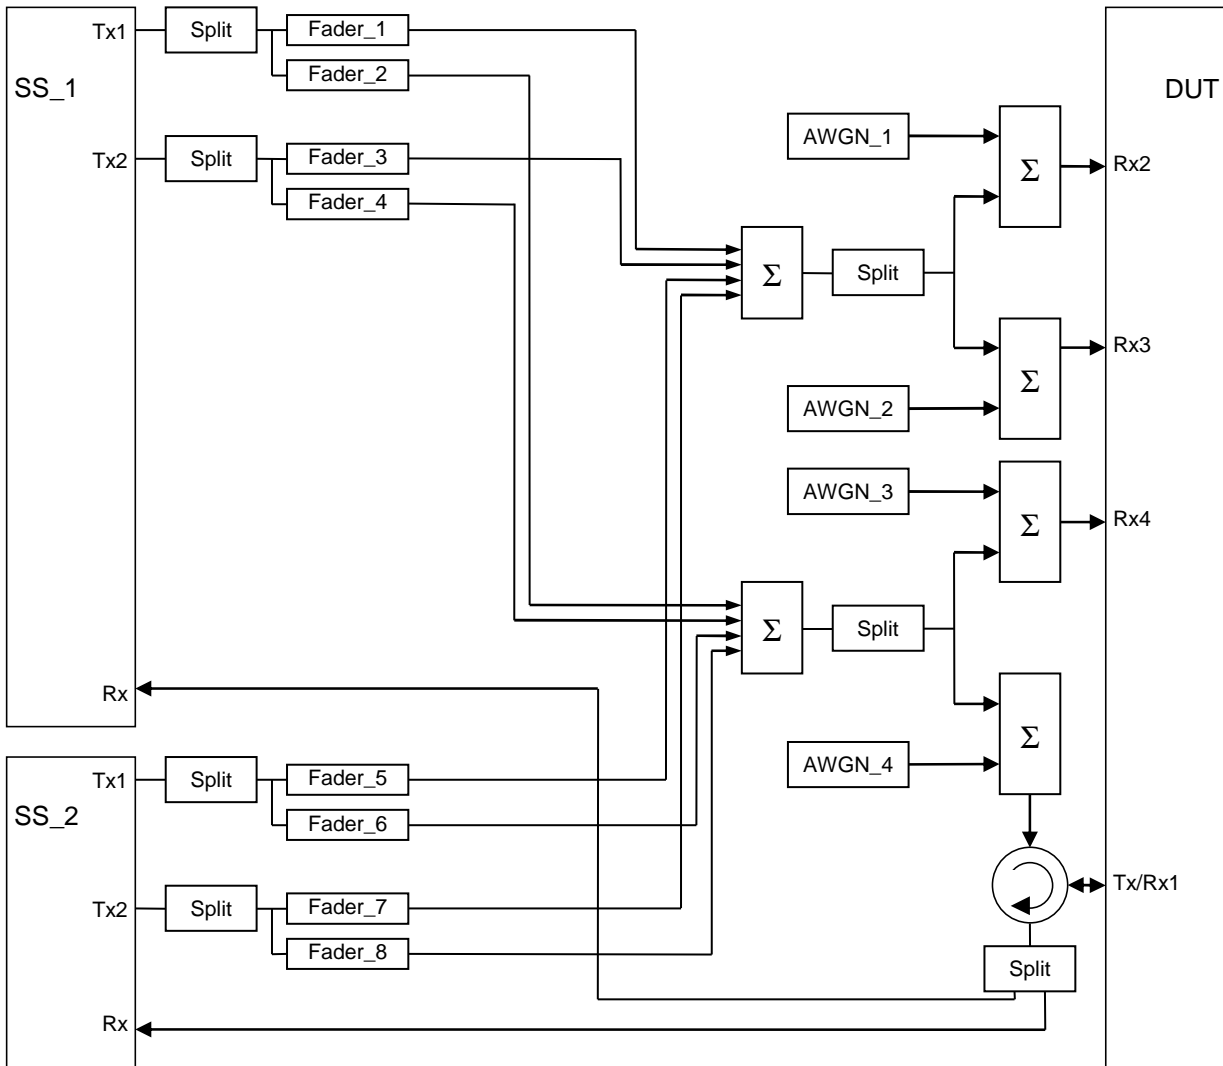 Tx1
Split
Fader_1
Fader_2
SS_1
DUT
AWGN_1
Tx2
Split
Fader_3
Σ
Rx2
Fader_4
Σ
Split
Rx3
Σ
AWGN_2
AWGN_3
Σ
Rx4
Σ
Split
Rx
Σ
AWGN_4
Tx1
Split
Fader_5
SS_2
Fader_6
Tx/Rx1
Tx2
Split
Fader_7
Fader_8
Split
Rx